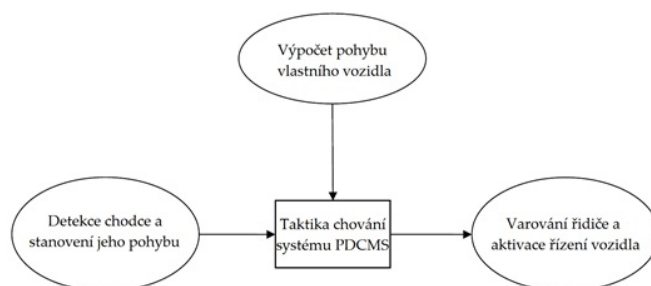 Výpočet pohybu
vlastního vozidla
Detekce chodce a
stanovení jeho pohybu
Taktika chování
systému PDCMS
Varování řidiče a
aktivace řízení vozidla